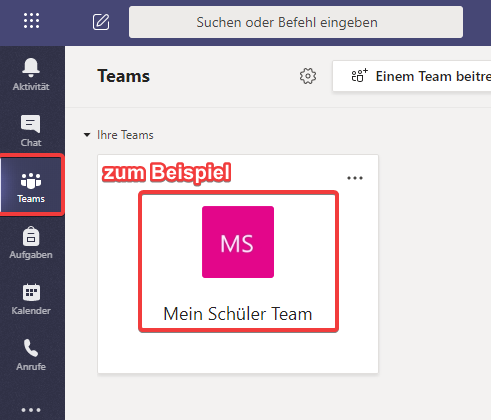 Suchen oder Befehl eingeben
Teams
Einem Team beitre
Aktivität
Ihre Teams
Chat
zum Beispiel
Teams
MS
Mein Schüler Team
Aufgaben
Kalender
Anrufe